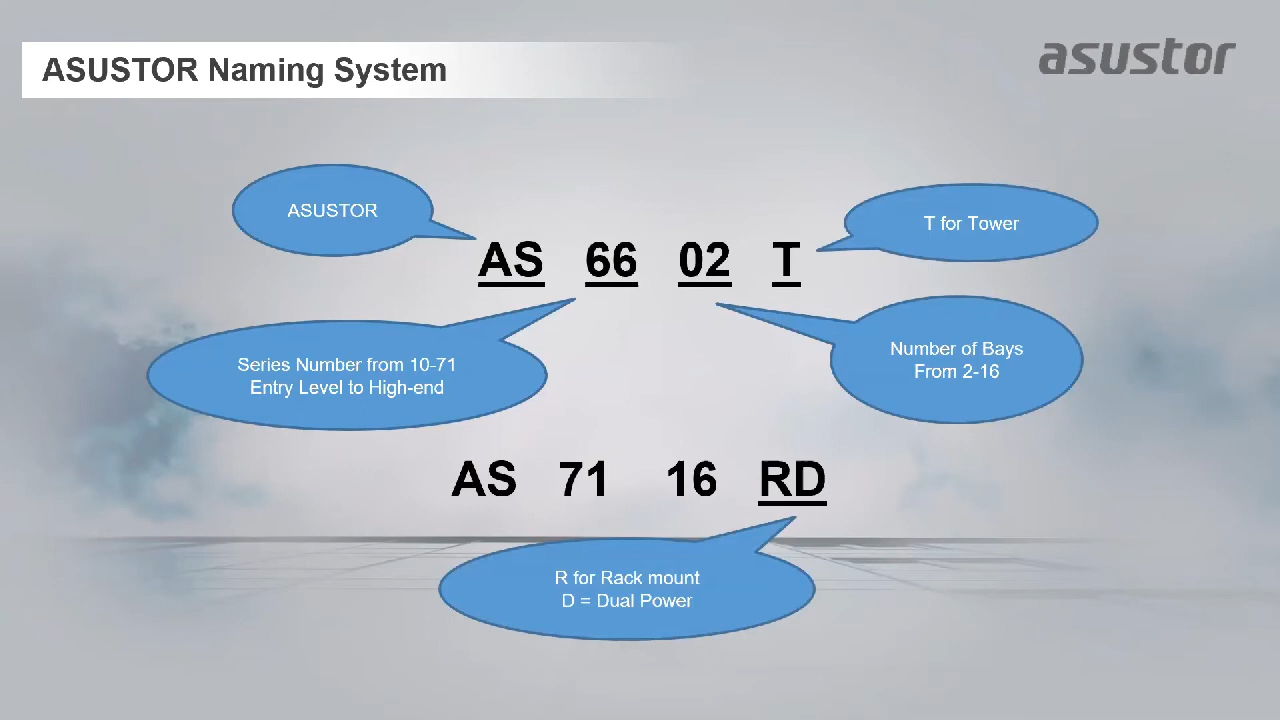 ASUSTOR Naming System
asustor
ASUSTOR
T for Tower
AS 66 02 T
Series Number from 10-71
Entry Level to High-end
Number of Bays
From 2-16
AS 71 16 RD
R for Rack mount
D = Dual Power